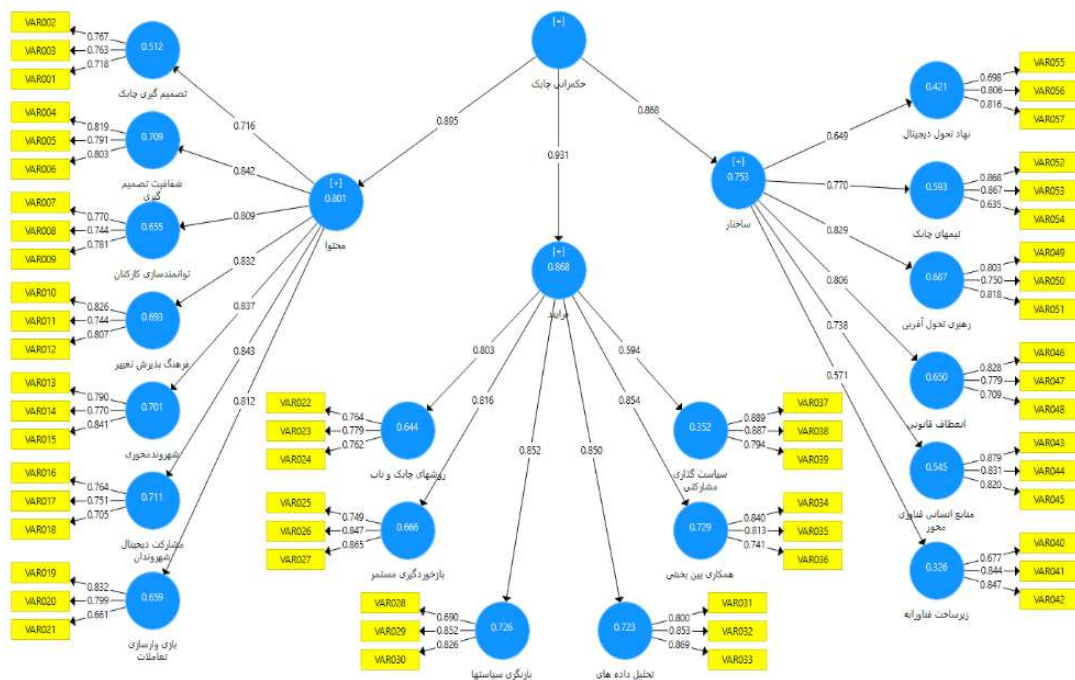 [+]
حکمرانی چابک
0.895
0.931
0.868
[+]
0.801
محتوا
[+]
0.868
فرایند
[+]
0.753
ساختار
VAR002
VAR003
VAR001
0.767
0.763
0.718
0.512
تصمیم گیری چابک
0.716
VAR004
VAR005
VAR006
0.819
0.791
0.803
0.709
شفافیت تصمیم
گیری
0.842
VAR007
VAR008
VAR009
0.770
0.744
0.781
0.655
توانمندسازی کارکنان
0.809
VAR010
VAR011
VAR012
0.826
0.744
0.807
0.693
فرهنگ پذیرش تغییر
0.832
VAR013
VAR014
VAR015
0.790
0.770
0.841
0.701
شهروندمحوری
0.837
VAR016
VAR017
VAR018
0.764
0.751
0.705
0.711
مشارکت دیجیتال
شهروندان
0.843
VAR019
VAR020
VAR021
0.832
0.799
0.661
0.659
بازی وارسازی
تعاملات
0.812
VAR022
VAR023
VAR024
0.764
0.779
0.762
0.644
روشهای چابک و ناب
0.803
VAR025
VAR026
VAR027
0.749
0.847
0.865
0.666
بازخوردگیری مستمر
0.816
VAR028
VAR029
VAR030
0.690
0.852
0.826
0.726
بازنگری سیاستها
0.852
VAR031
VAR032
VAR033
0.800
0.853
0.869
0.723
تحلیل داده های
0.850
VAR034
VAR035
VAR036
0.840
0.813
0.741
0.729
همکاری بین بخشی
0.854
VAR037
VAR038
VAR039
0.889
0.887
0.794
0.352
سیاست گذاری
مشارکتی
0.594
VAR055
VAR056
VAR057
0.698
0.806
0.816
0.421
نهاد تحول دیجیتال
0.649
VAR052
VAR053
VAR054
0.868
0.867
0.635
0.593
تیمهای چابک
0.770
VAR049
VAR050
VAR051
0.803
0.750
0.818
0.687
رهبری تحول آفرین
0.829
VAR046
VAR047
VAR048
0.828
0.779
0.709
0.650
انعطاف قانونی
0.806
VAR043
VAR044
VAR045
0.879
0.831
0.820
0.545
منابع انسانی فناوری
محور
0.738
VAR040
VAR041
VAR042
0.677
0.844
0.847
0.326
زیرساخت فناورانه
0.571